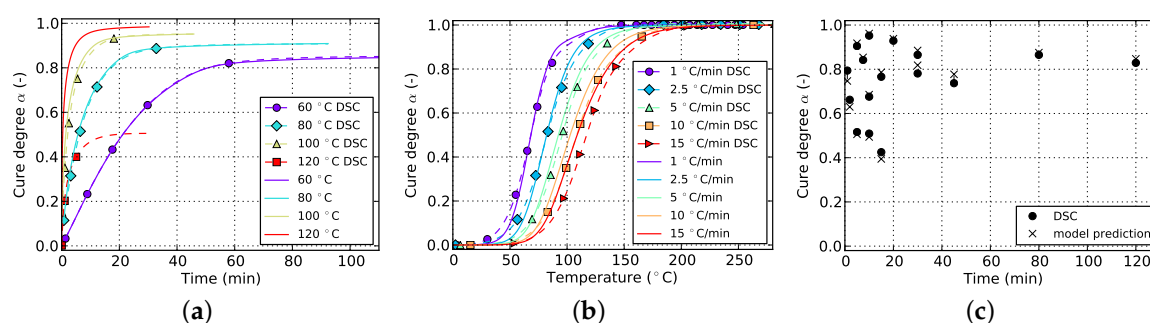 1.0
0.8
0.6
0.4
0.2
0.0
Cure degree α (-)
60 °C DSC
80 °C DSC
100 °C DSC
120 °C DSC
60 °C
80 °C
100 °C
120 °C
0 20 40 60 80 100
Time (min)
(a)
1.0
0.8
0.6
0.4
0.2
0.0
Cure degree α (-)
1 °C/min DSC
2.5 °C/min DSC
5 °C/min DSC
10 °C/min DSC
15 °C/min DSC
1 °C/min
2.5 °C/min
5 °C/min
10 °C/min
15 °C/min
0 50 100 150 200 250
Temperature (°C)
(b)
1.0
0.8
0.6
0.4
0.2
0.0
Cure degree α (-)
DSC
model prediction
0 20 40 60 80 100 120
Time (min)
(c)